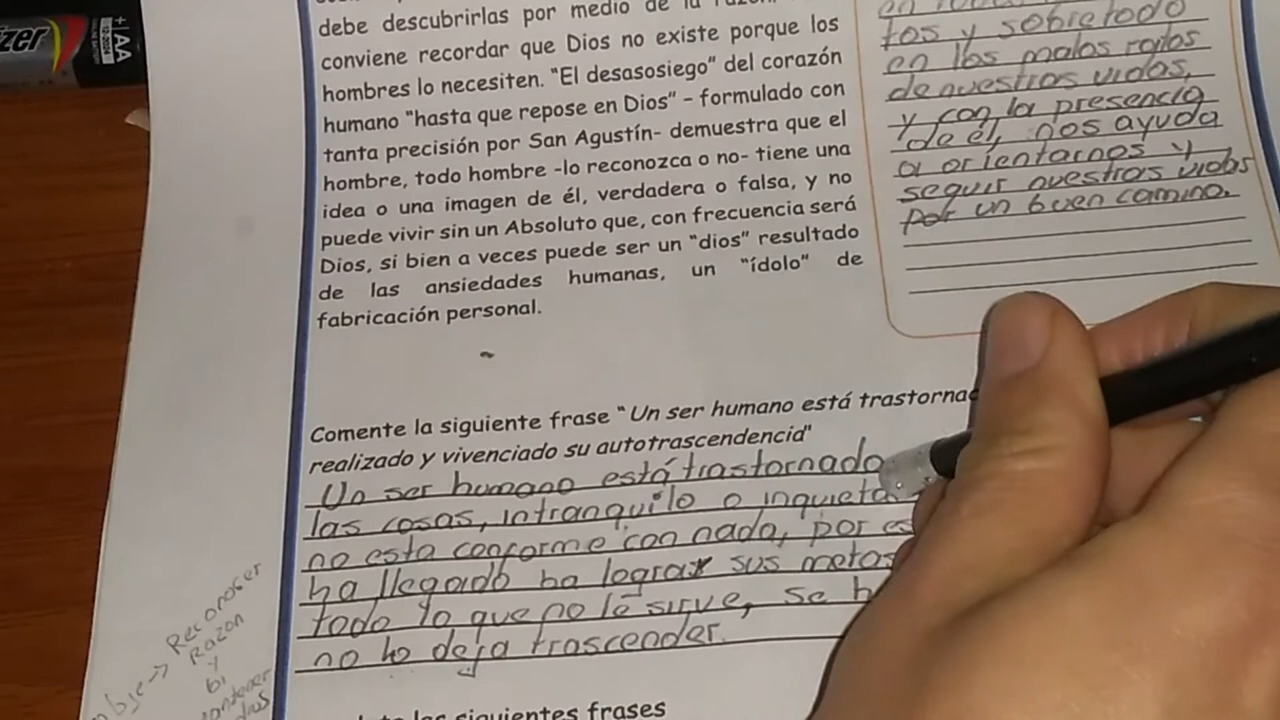 debe descubrirlas por medio de la
conviene recordar que Dios no existe porque los
hombres lo necesiten. "El desasosiego" del corazón
humano "hasta que repose en Dios" - formulado con
tanta precisión por San Agustín- demuestra que el
hombre, todo hombre -lo reconozca o no- tiene una
idea o una imagen de él, verdadera o falsa, y no
puede vivir sin un Absoluto que, con frecuencia será
Dios, si bien a veces puede ser un "dios" resultado
de las ansiedades humanas, un "ídolo" de
fabricación personal.
tos y sobretodo
en los malos ratos
de nuestras vidas,
y con la presencia
de el, nos ayuda
a orientarnos y
seguir nuestras vidas
por un buen camino.
Comente la siguiente frase "Un ser humano está
realizado y vivenciado su autotrascendencia"
Un ser humano está trastornado
las cosas, intranquilo o
no esta conforme con nada, por
ha llegado ha lograr sus metas
todo lo que no le sirve, se
no lo deja trascender.
siguientes frases
Reconocer
Razon
y
AA